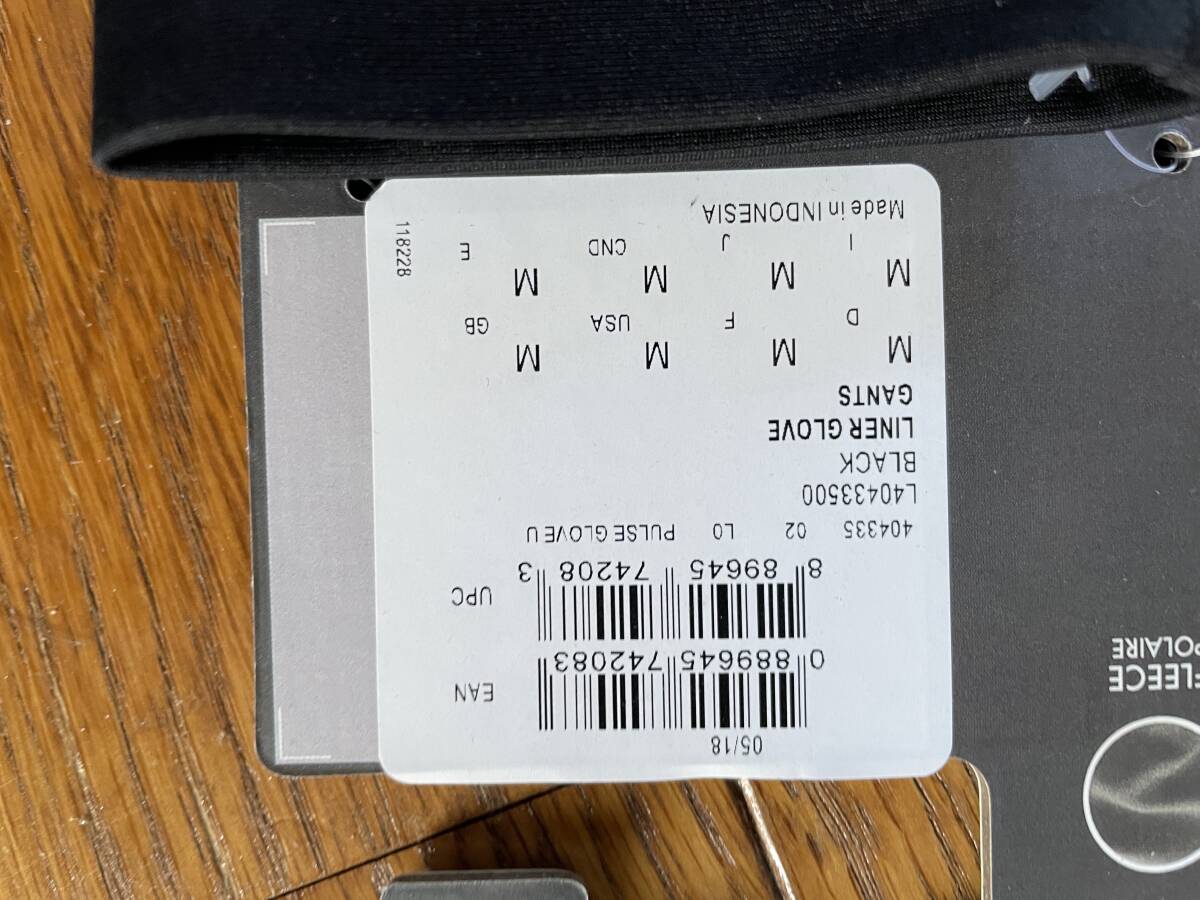 05/18
EAN
0 889645 742083
UPC
8 89645 74208 3
404335 02 L0 PULSE GLOVE U
L40433500
BLACK
LINER GLOVE
GANTS
M M M M
D F USA GB
M M M M
I J CND E
Made in INDONESIA
118228
FLEECE
POLAIRE